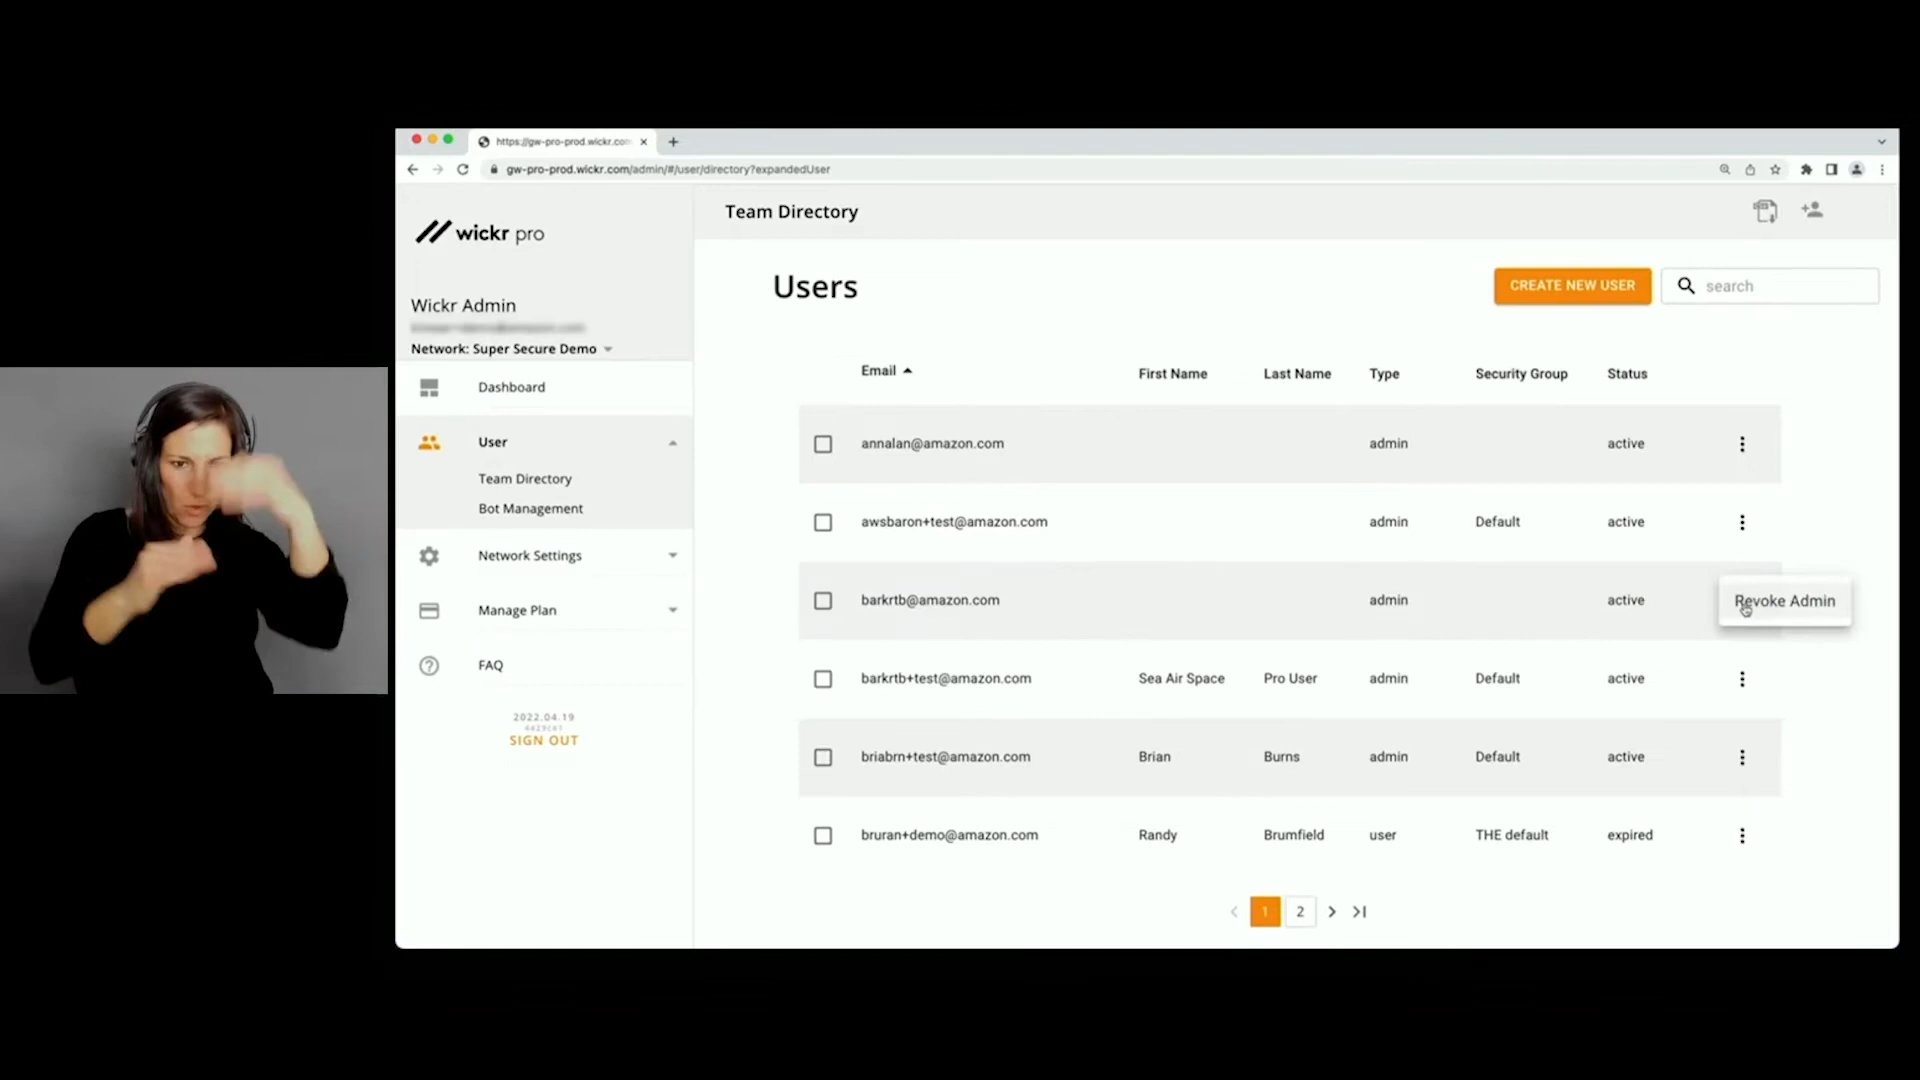 https://gw-pro-prod.wickr.com
gw-pro-prod.wickr.com/admin/#/user/directory?expandedUser
wickr pro
Team Directory
Wickr Admin
Network: Super Secure Demo
Dashboard
User
Team Directory
Bot Management
Network Settings
Manage Plan
FAQ
2022.04.19
SIGN OUT
Users
CREATE NEW USER
search
Email First Name Last Name Type Security Group Status
annalan@amazon.com admin active
awsbaron+test@amazon.com admin Default active
barkrtb@amazon.com admin active
Revoke Admin
barkrtb+test@amazon.com Sea Air Space Pro User admin Default active
briabrn+test@amazon.com Brian Burns admin Default active
bruran+demo@amazon.com Randy Brumfield user THE default expired
1 2